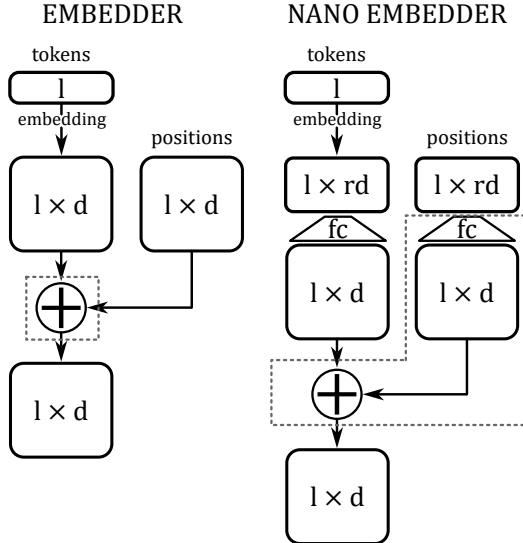 EMBEDDER
tokens
l
embedding
positions
l × d
l × d
l × d
NANO EMBEDDER
tokens
l
embedding
positions
l × rd
l × rd
fc
fc
l × d
l × d
l × d